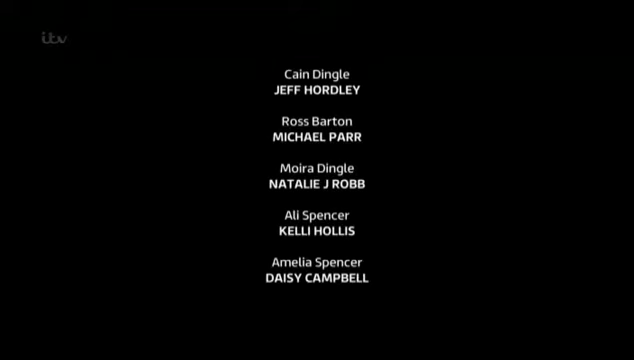 itv
Cain Dingle
JEFF HORDLEY
Ross Barton
MICHAEL PARR
Moira Dingle
NATALIE J ROBB
Ali Spencer
KELLI HOLLIS
Amelia Spencer
DAISY CAMPBELL